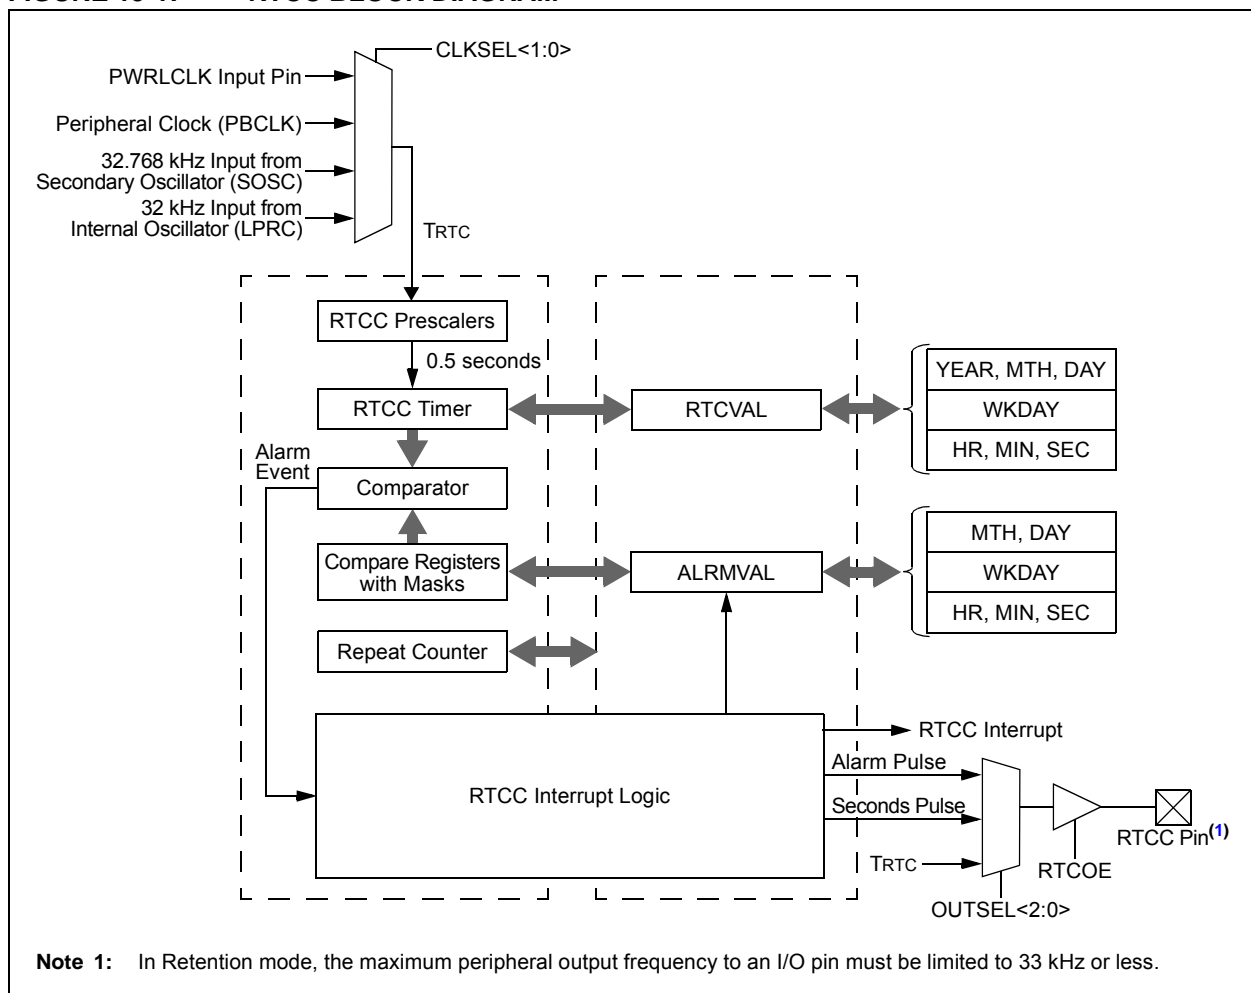 CLKSEL<1:0>
PWRLCLK Input Pin
Peripheral Clock (PBCLK)
32.768 kHz Input from
Secondary Oscillator (SOSC)
32 kHz Input from
Internal Oscillator (LPRC)
TRTC
RTCC Prescalers
0.5 seconds
YEAR, MTH, DAY
RTCC Timer
RTCVAL
WKDAY
HR, MIN, SEC
Alarm
Event
Comparator
MTH, DAY
Compare Registers
with Masks
ALRMVAL
WKDAY
HR, MIN, SEC
Repeat Counter
RTCC Interrupt
Alarm Pulse
RTCC Interrupt Logic
Seconds Pulse
RTCC Pin(1)
TRTC
RTCOE
OUTSEL<2:0>
Note 1: In Retention mode, the maximum peripheral output frequency to an I/O pin must be limited to 33 kHz or less.